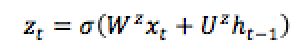 z_t = σ(W^z x_t + U^z h_{t-1})